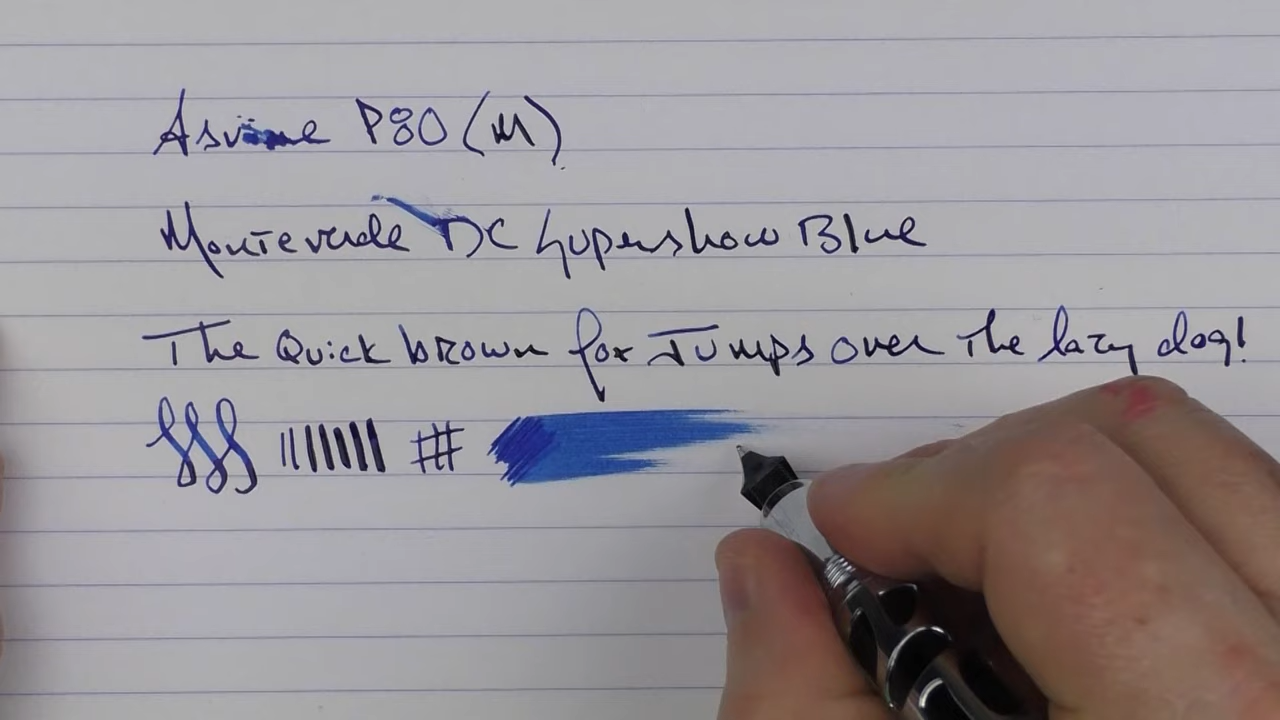 Asvine P80 (M)
Monteverde DC Supershow Blue
The Quick brown fox Jumps over The lazy dog!